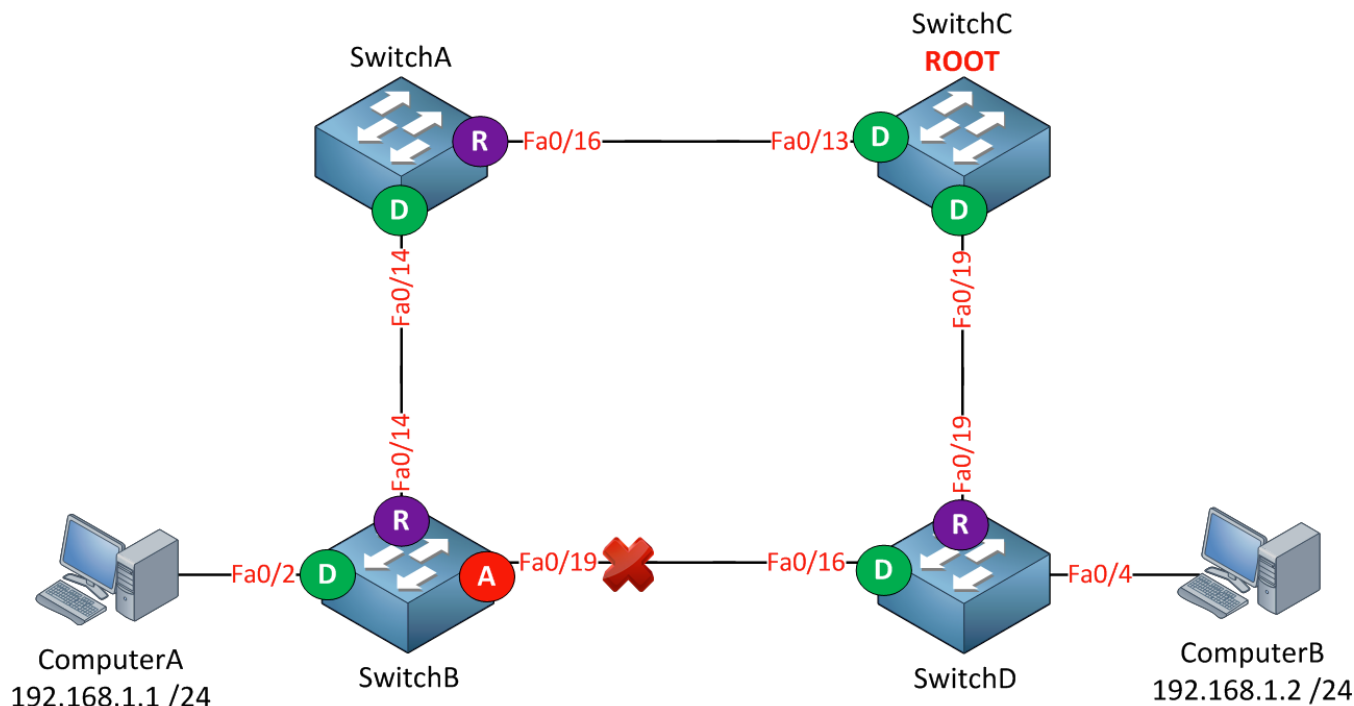 SwitchA
SwitchC
ROOT
R
Fa0/16
Fa0/13
D
D
D
Fa0/14
Fa0/19
Fa0/14
Fa0/19
R
R
Fa0/2
D
A
Fa0/19
Fa0/16
D
Fa0/4
ComputerA
192.168.1.1 /24
SwitchB
SwitchD
ComputerB
192.168.1.2 /24